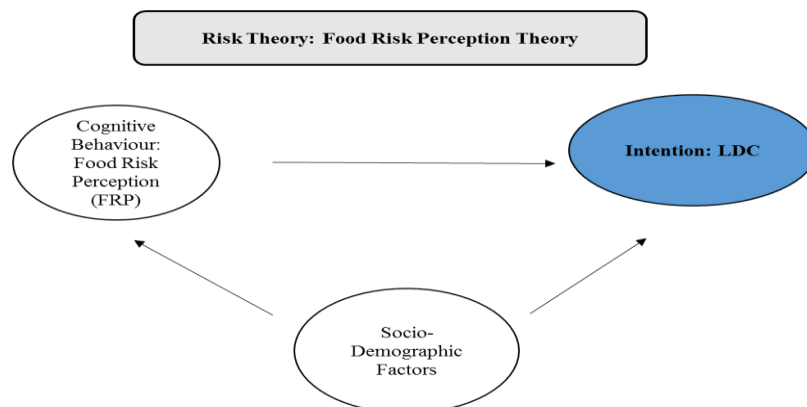 Risk Theory: Food Risk Perception Theory
Cognitive
Behaviour:
Food Risk
Perception
(FRP)
Intention: LDC
Socio-
Demographic
Factors